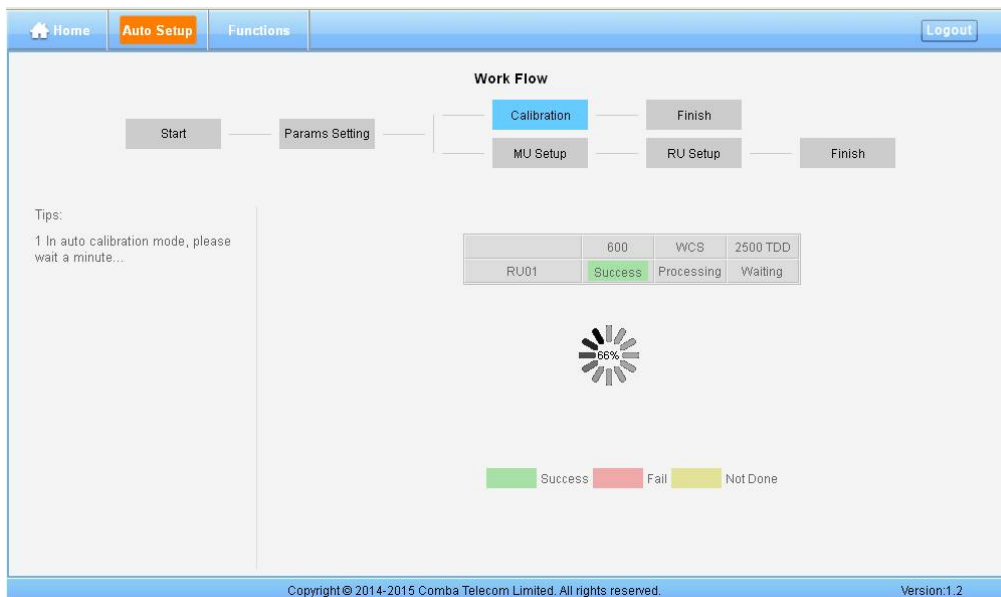 Home Auto Setup Functions Logout
Work Flow
Calibration Finish
Start Params Setting
MU Setup RU Setup Finish
Tips:
1 In auto calibration mode, please
wait a minute...
600 WCS 2500 TDD
RU01 Success Processing Waiting
66%
Success Fail Not Done
Copyright © 2014-2015 Comba Telecom Limited. All rights reserved. Version:1.2